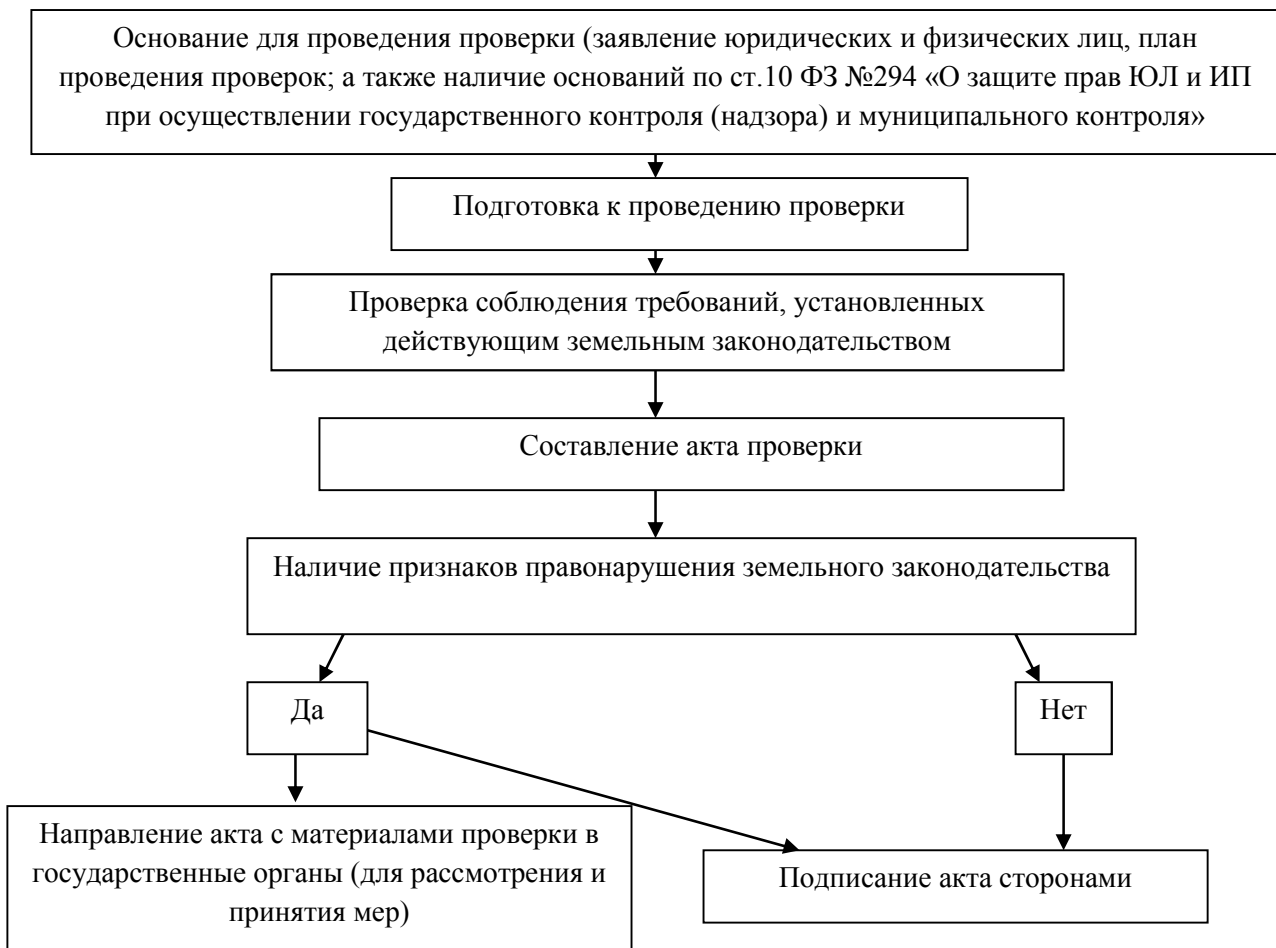 Основание для проведения проверки (заявление юридических и физических лиц, план
проведения проверок; а также наличие оснований по ст.10 ФЗ №294 «О защите прав ЮЛ и ИП
при осуществлении государственного контроля (надзора) и муниципального контроля»
Подготовка к проведению проверки
Проверка соблюдения требований, установленных
действующим земельным законодательством
Составление акта проверки
Наличие признаков правонарушения земельного законодательства
Да
Нет
Направление акта с материалами проверки в
государственные органы (для рассмотрения и
принятия мер)
Подписание акта сторонами